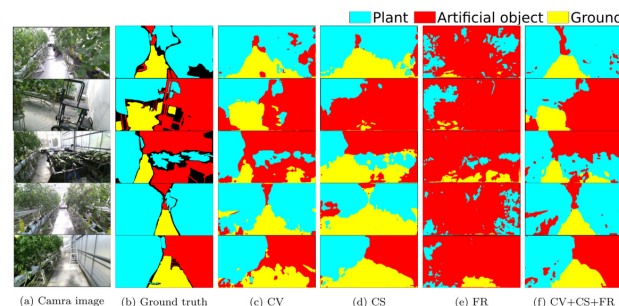 Plant Artificial object Ground
(a) Camra image (b) Ground truth (c) CV (d) CS (e) FR (f) CV+CS+FR